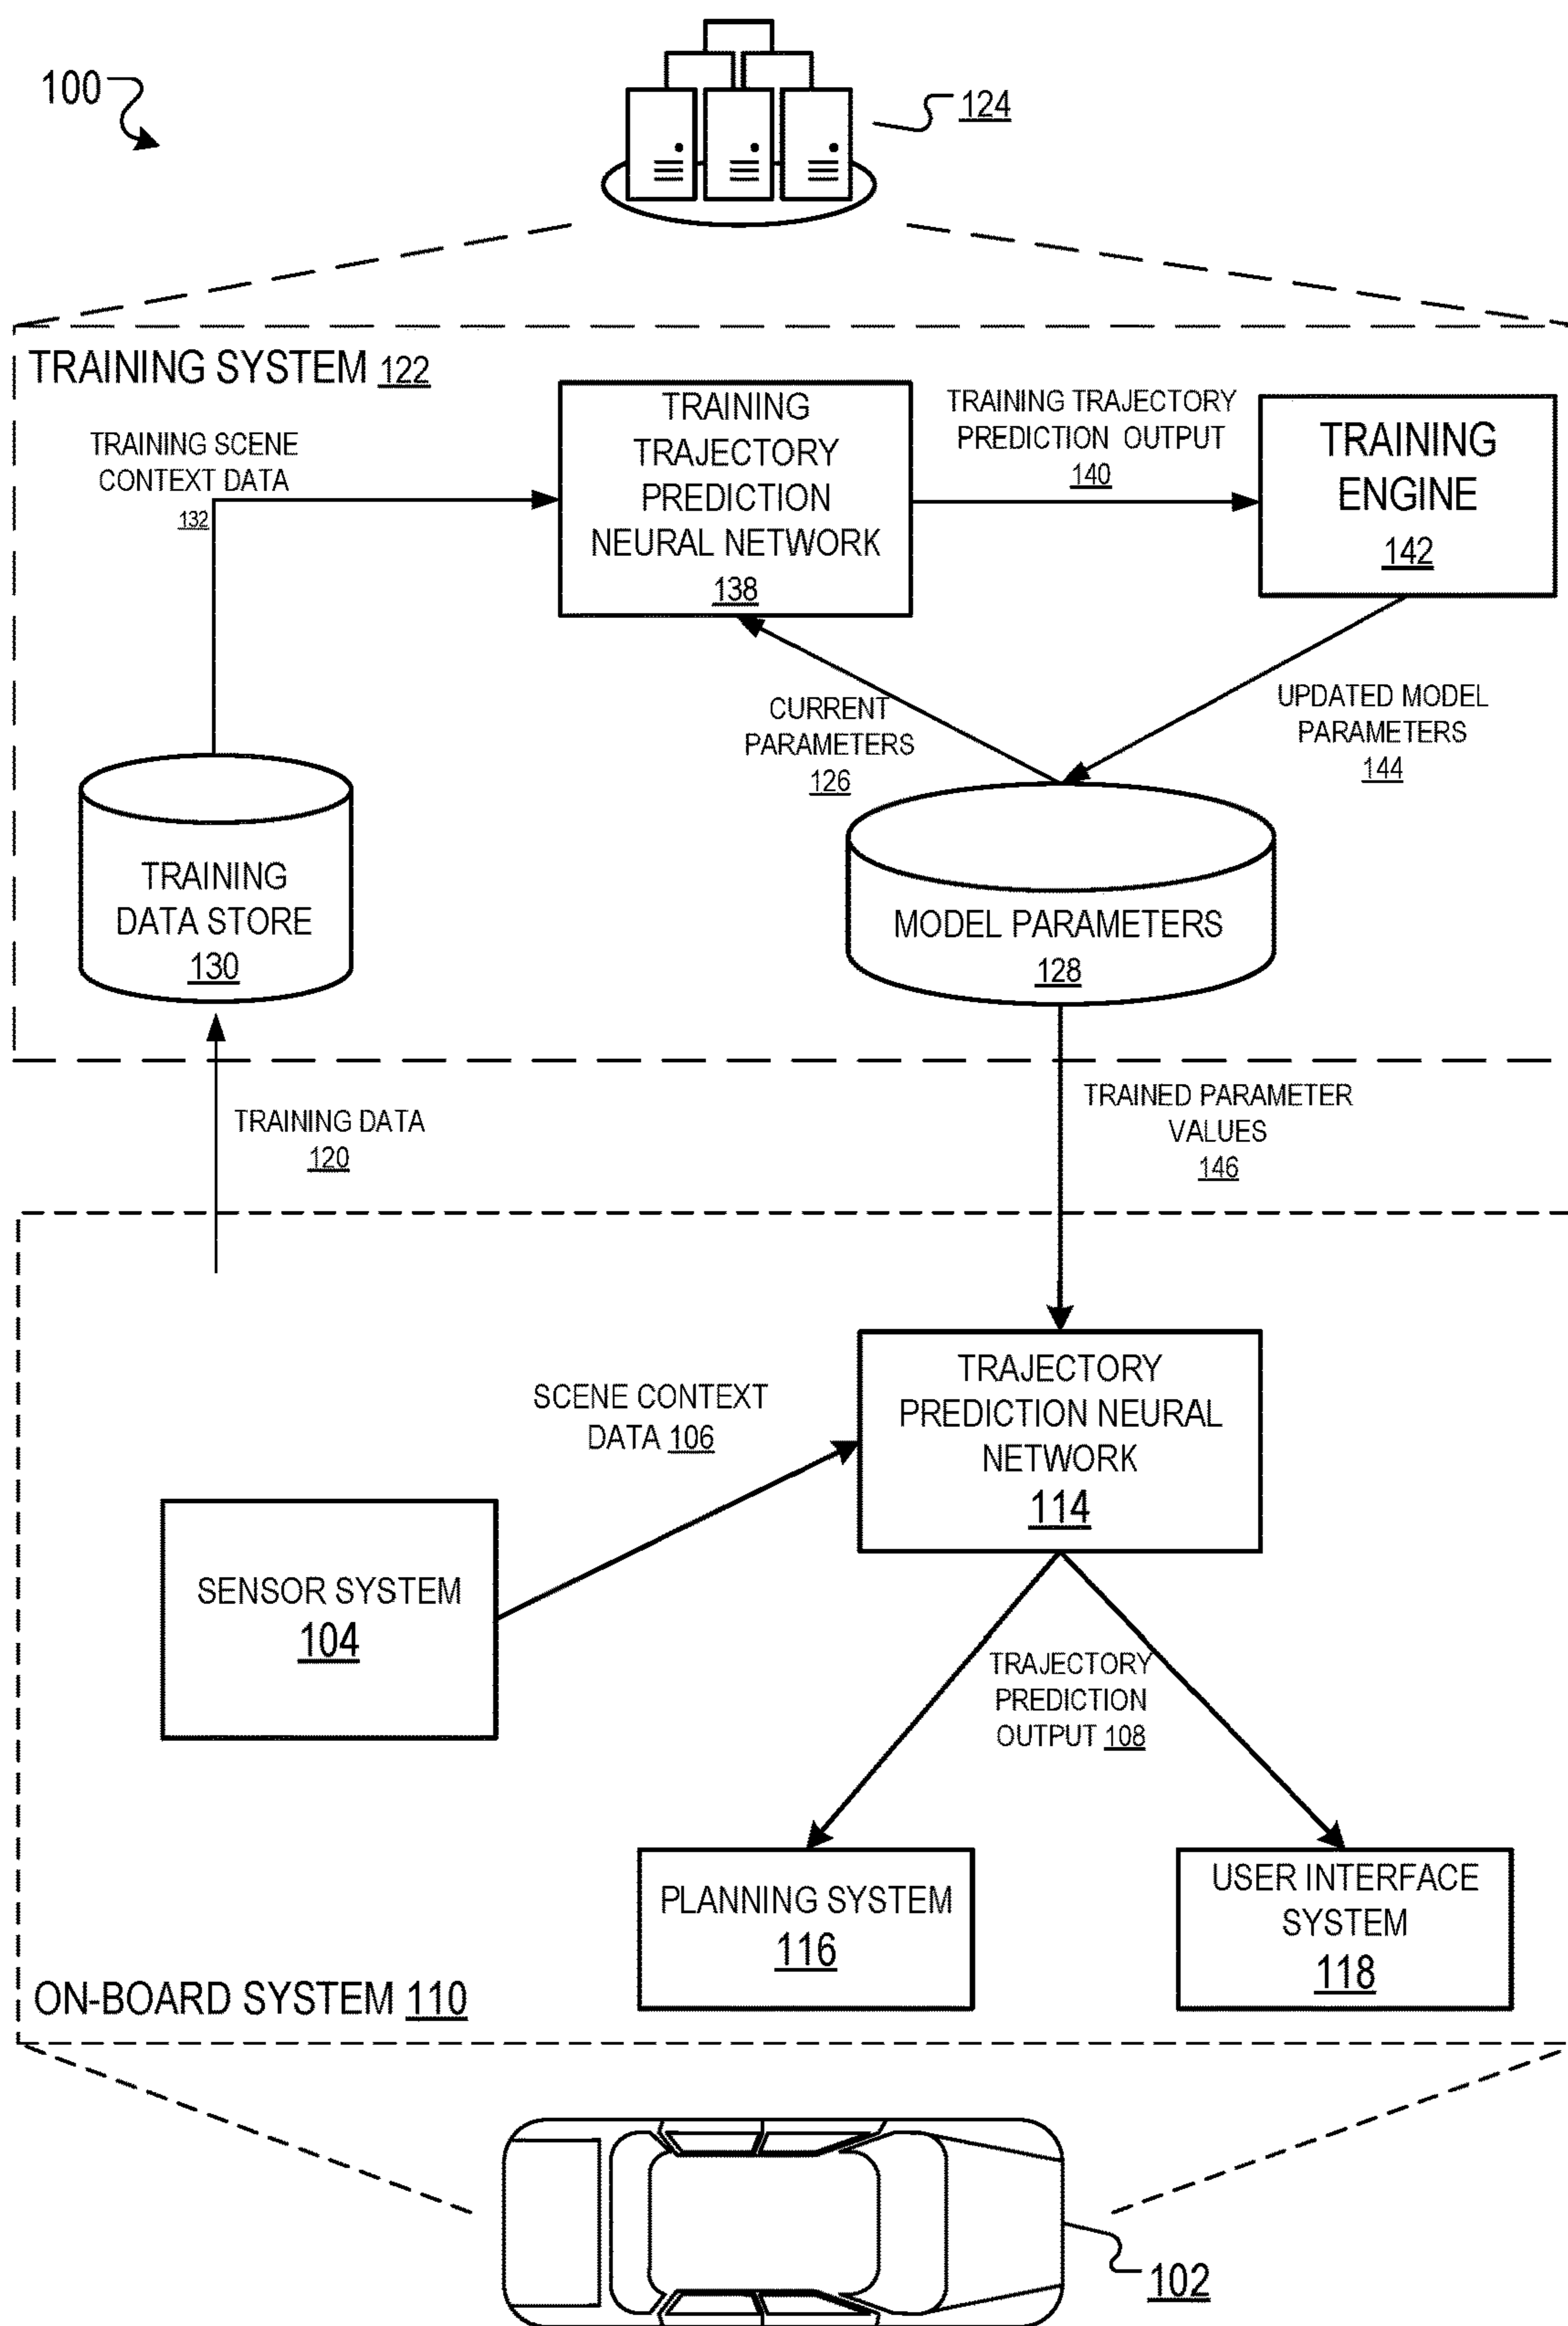 100
124
TRAINING SYSTEM 122
TRAINING SCENE
CONTEXT DATA
132
TRAINING
TRAJECTORY
PREDICTION
NEURAL NETWORK
138
TRAINING TRAJECTORY
PREDICTION OUTPUT
140
TRAINING
ENGINE
142
CURRENT
PARAMETERS
126
UPDATED MODEL
PARAMETERS
144
TRAINING
DATA STORE
130
MODEL PARAMETERS
128
TRAINING DATA
120
TRAINED PARAMETER
VALUES
146
SCENE CONTEXT
DATA 106
TRAJECTORY
PREDICTION NEURAL
NETWORK
114
SENSOR SYSTEM
104
TRAJECTORY
PREDICTION
OUTPUT 108
PLANNING SYSTEM
116
USER INTERFACE
SYSTEM
118
ON-BOARD SYSTEM 110
102